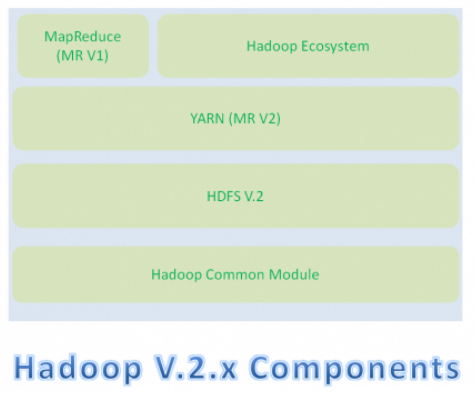 MapReduce
(MR V1)
Hadoop Ecosystem
YARN (MR V2)
HDFS V.2
Hadoop Common Module
Hadoop V.2.x Components